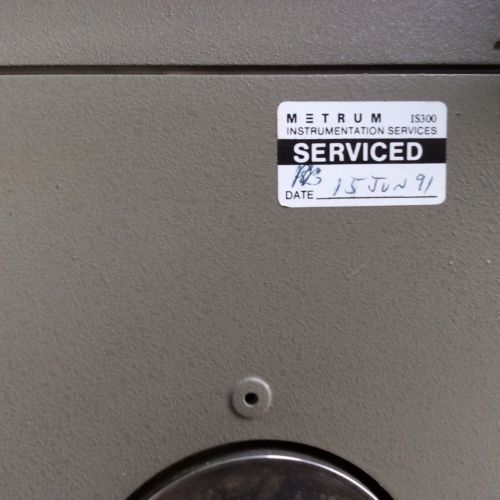 METRUM IS300
INSTRUMENTATION SERVICES
SERVICED
DATE 15 JUN 91